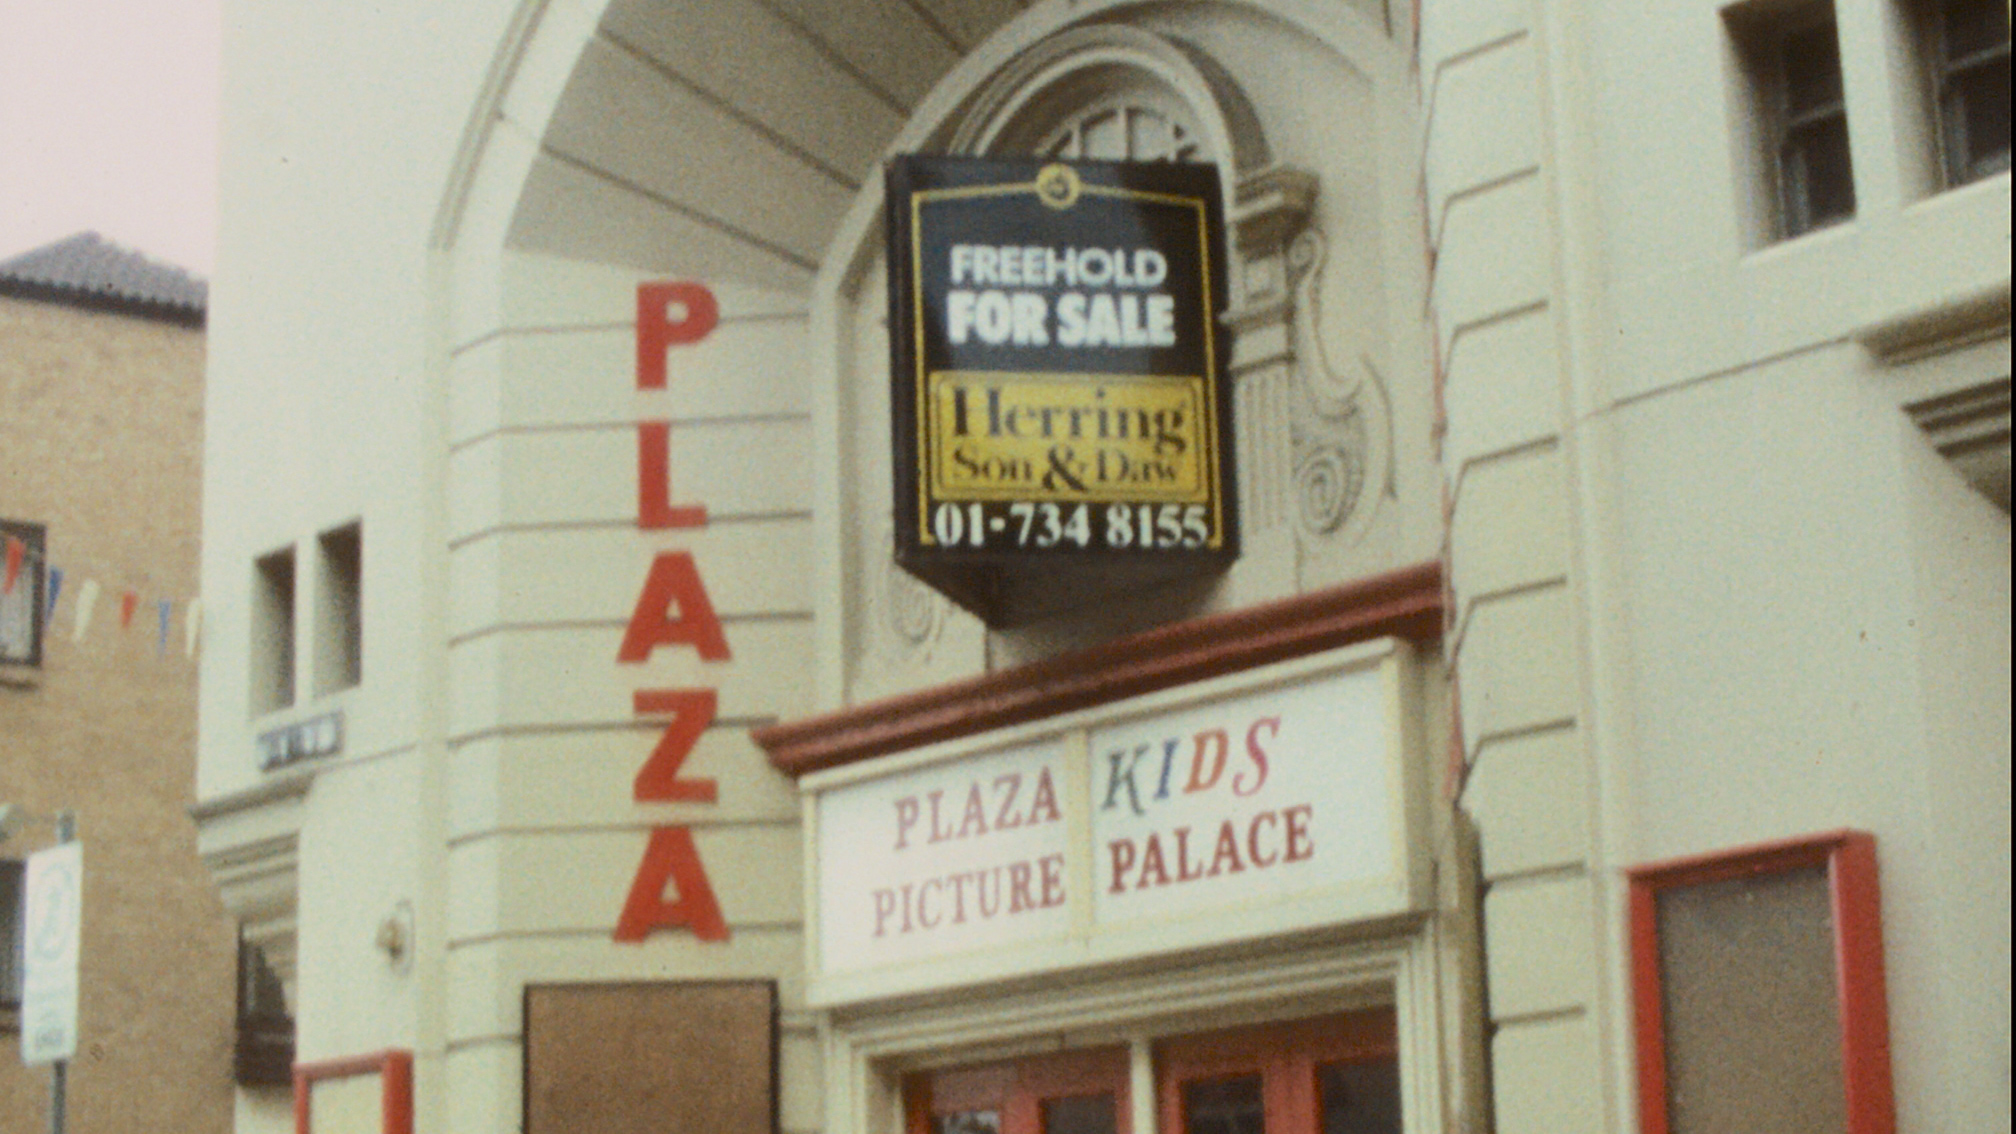 PLAZA
FREEHOLD
FOR SALE
Herring
Son & Daw
01-734 8155
PLAZA
PICTURE
KIDS
PALACE